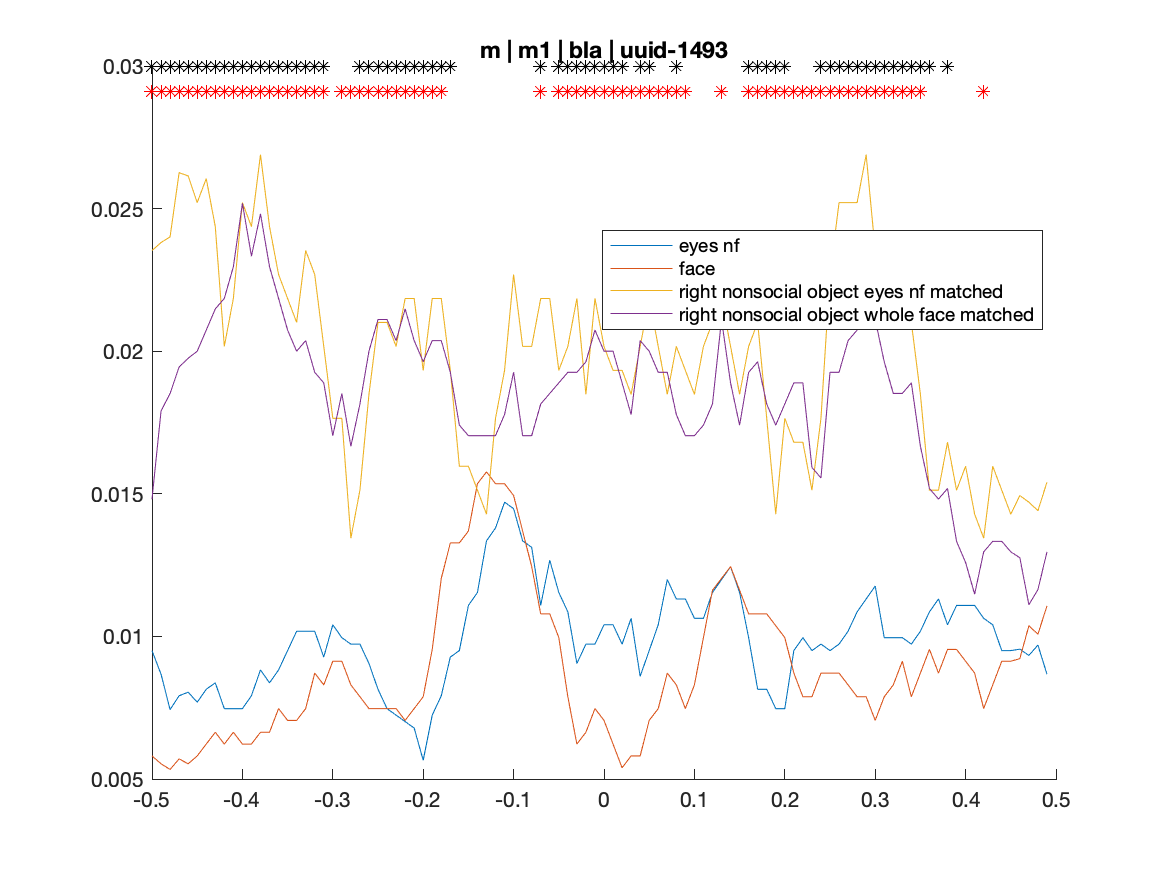 m | m1 | bla | uuid-1493
0.03
0.025
0.02
0.015
0.01
0.005
eyes nf
face
right nonsocial object eyes nf matched
right nonsocial object whole face matched
-0.5 -0.4 -0.3 -0.2 -0.1 0 0.1 0.2 0.3 0.4 0.5